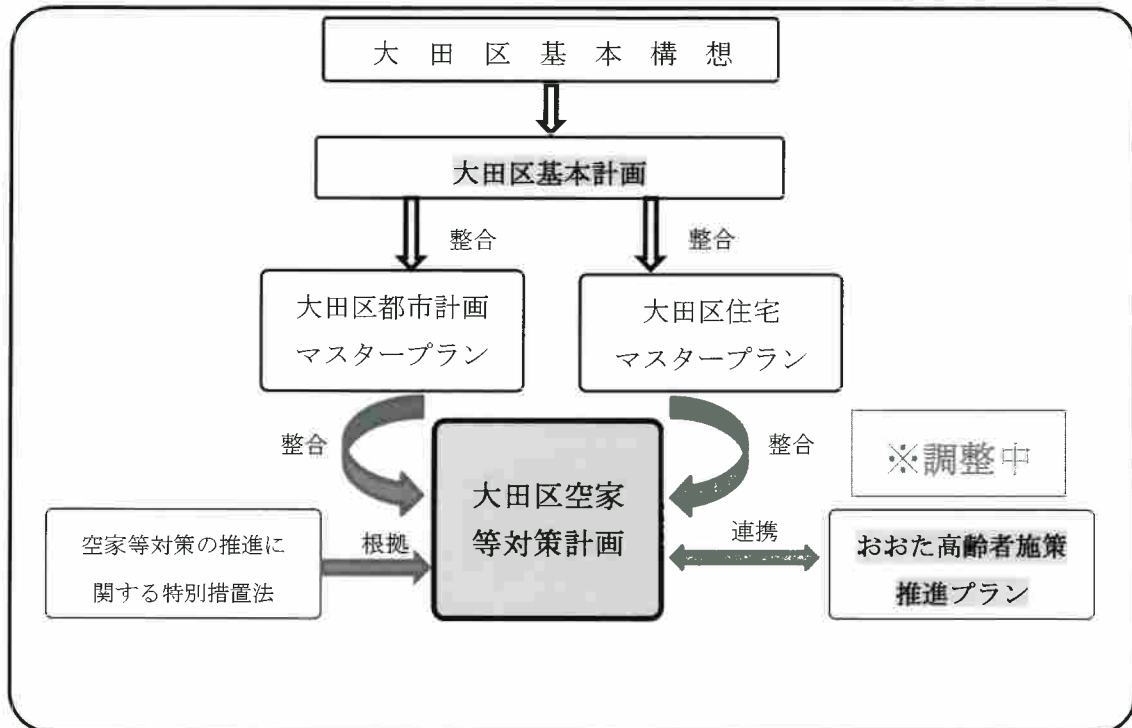 大田区基本構想
大田区基本計画
整合
整合
大田区都市計画
マスタープラン
大田区住宅
マスタープラン
整合
整合
※調整中
大田区空家
等対策計画
空家等対策の推進に
関する特別措置法
根拠
連携
おおた高齢者施策
推進プラン